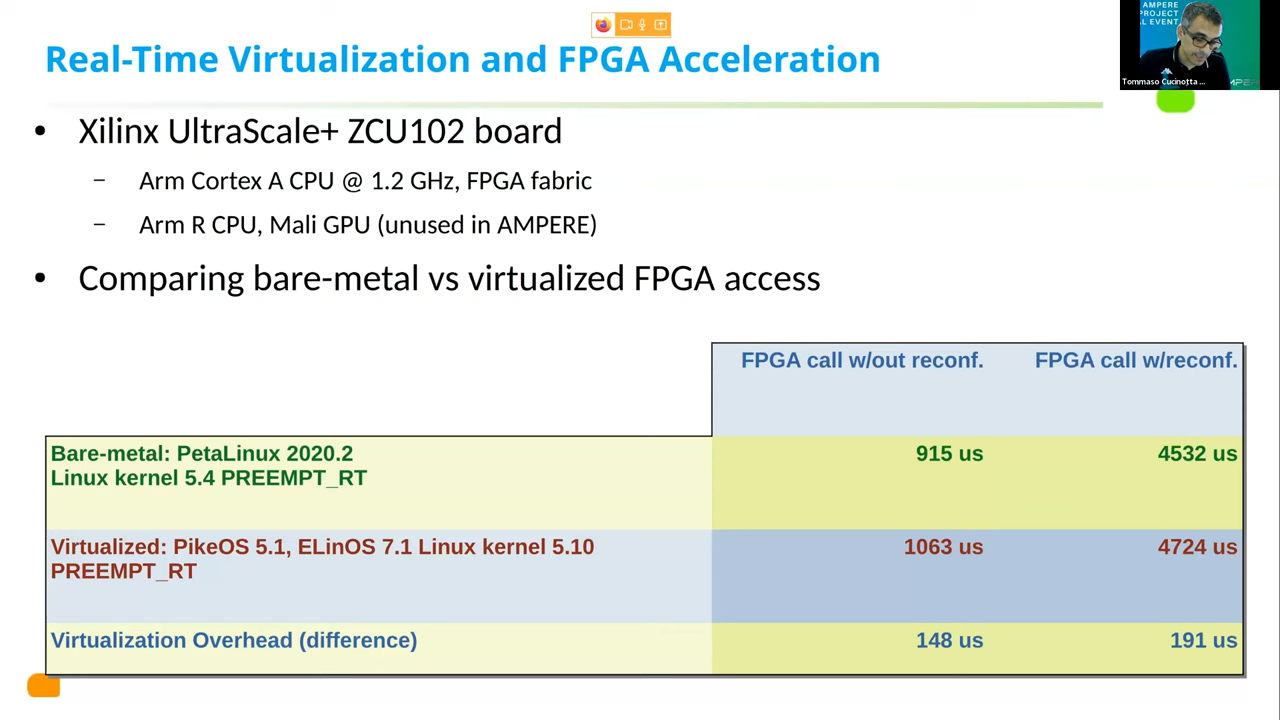 AMPERE
PROJECT
L EVENT
Tommaso Cucinotta ...
Real-Time Virtualization and FPGA Acceleration
• Xilinx UltraScale+ ZCU102 board
– Arm Cortex A CPU @ 1.2 GHz, FPGA fabric
– Arm R CPU, Mali GPU (unused in AMPERE)
• Comparing bare-metal vs virtualized FPGA access
FPGA call w/out reconf. FPGA call w/reconf.
Bare-metal: PetaLinux 2020.2 915 us 4532 us
Linux kernel 5.4 PREEMPT_RT
Virtualized: PikeOS 5.1, ELinOS 7.1 Linux kernel 5.10 1063 us 4724 us
PREEMPT_RT
Virtualization Overhead (difference) 148 us 191 us